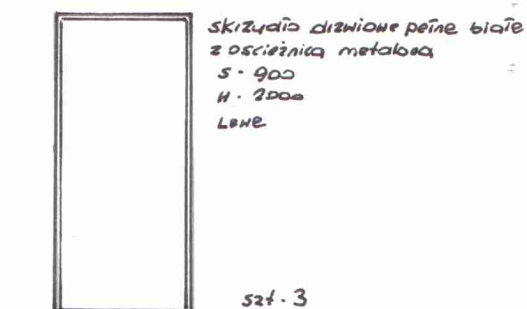 skrzydło drzwiowe pełne białe
z ościeżnicą metalową
S - 900
H - 2000
Lewe
szt - 3